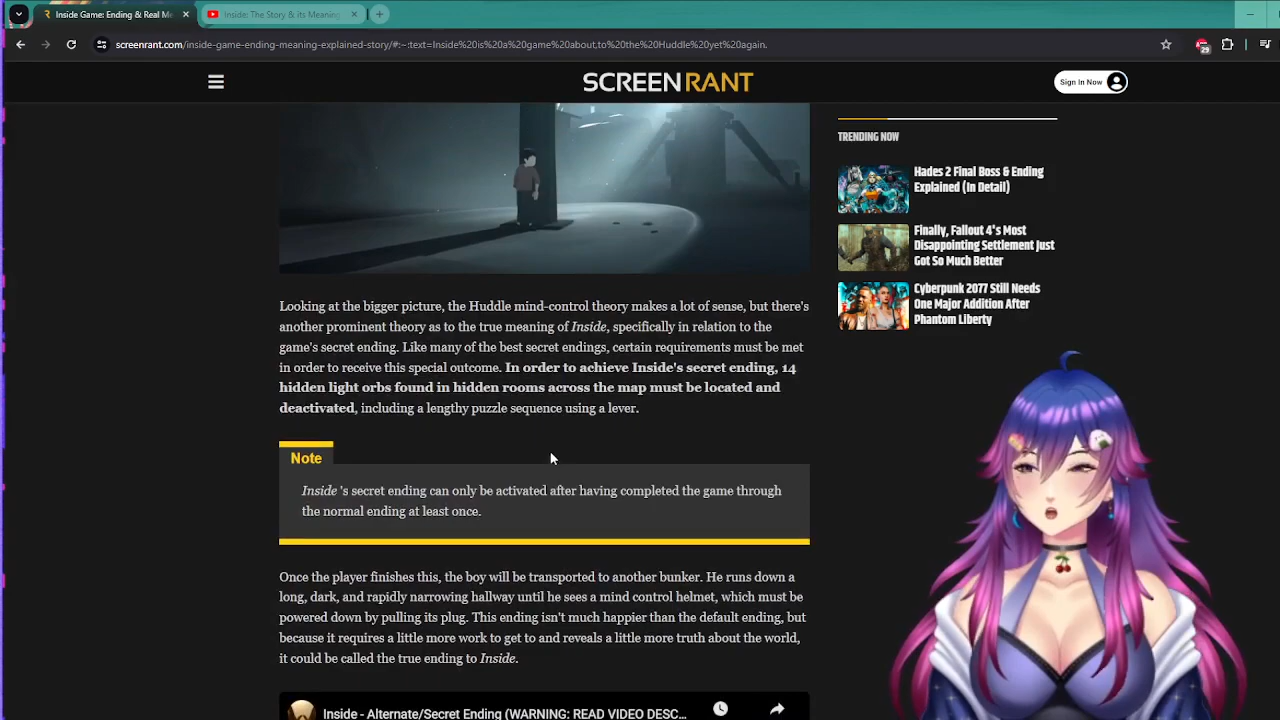 Inside Game: Ending & Real Me
Inside: The Story & its Meaning
screenrant.com/inside-game-ending-meaning-explained-story/#:~:text=Inside%20is%20a%20game%20about,to%20the%20Huddle%20yet%20again.
29
SCREENRANT
Sign In Now
TRENDING NOW
Hades 2 Final Boss & Ending
Explained (In Detail)
Finally, Fallout 4's Most
Disappointing Settlement Just
Got So Much Better
Cyberpunk 2077 Still Needs
One Major Addition After
Phantom Liberty
Looking at the bigger picture, the Huddle mind-control theory makes a lot of sense, but there's
another prominent theory as to the true meaning of Inside, specifically in relation to the
game's secret ending. Like many of the best secret endings, certain requirements must be met
in order to receive this special outcome. In order to achieve Inside's secret ending, 14
hidden light orbs found in hidden rooms across the map must be located and
deactivated, including a lengthy puzzle sequence using a lever.
Note
Inside 's secret ending can only be activated after having completed the game through
the normal ending at least once.
Once the player finishes this, the boy will be transported to another bunker. He runs down a
long, dark, and rapidly narrowing hallway until he sees a mind control helmet, which must be
powered down by pulling its plug. This ending isn't much happier than the default ending, but
because it requires a little more work to get to and reveals a little more truth about the world,
it could be called the true ending to Inside.
Inside - Alternate/Secret Ending (WARNING: READ VIDEO DESC...